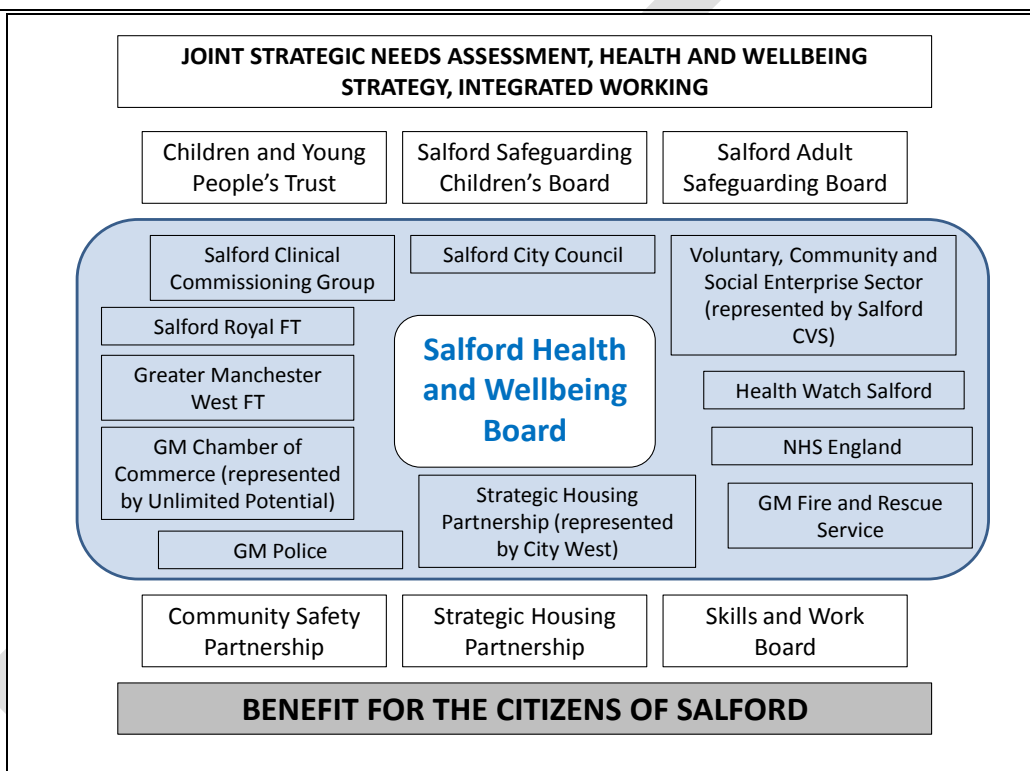 JOINT STRATEGIC NEEDS ASSESSMENT, HEALTH AND WELLBEING
STRATEGY, INTEGRATED WORKING
Children and Young
People’s Trust
Salford Safeguarding
Children’s Board
Salford Adult
Safeguarding Board
Salford Clinical
Commissioning Group
Salford City Council
Voluntary, Community and
Social Enterprise Sector
(represented by Salford
CVS)
Salford Royal FT
Greater Manchester
West FT
Salford Health
and Wellbeing
Board
Health Watch Salford
GM Chamber of
Commerce (represented
by Unlimited Potential)
NHS England
Strategic Housing
Partnership (represented
by City West)
GM Fire and Rescue
Service
GM Police
Community Safety
Partnership
Strategic Housing
Partnership
Skills and Work
Board
BENEFIT FOR THE CITIZENS OF SALFORD